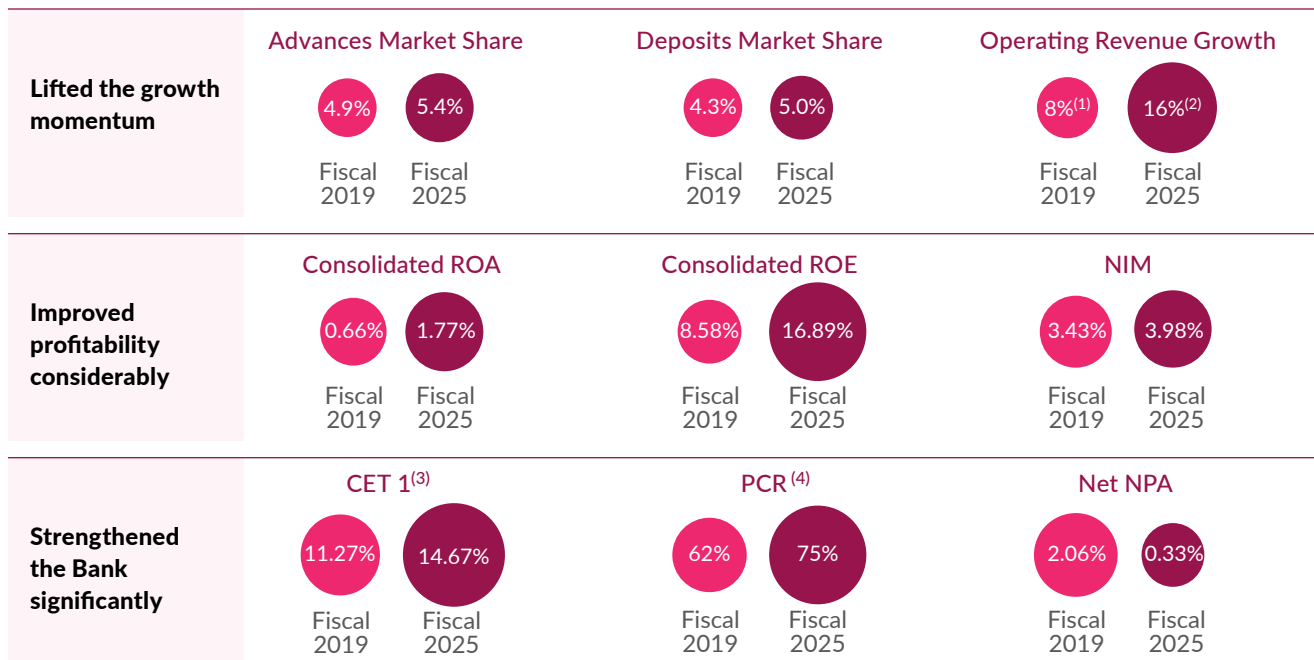 Lifted the growth
momentum
Advances Market Share
4.9%
5.4%
Fiscal
2019
Fiscal
2025
Deposits Market Share
4.3%
5.0%
Fiscal
2019
Fiscal
2025
Operating Revenue Growth
8%(1)
16%(2)
Fiscal
2019
Fiscal
2025
Improved
profitability
considerably
Consolidated ROA
0.66%
1.77%
Fiscal
2019
Fiscal
2025
Consolidated ROE
8.58%
16.89%
Fiscal
2019
Fiscal
2025
NIM
3.43%
3.98%
Fiscal
2019
Fiscal
2025
Strengthened
the Bank
significantly
CET 1(3)
11.27%
14.67%
Fiscal
2019
Fiscal
2025
PCR (4)
62%
75%
Fiscal
2019
Fiscal
2025
Net NPA
2.06%
0.33%
Fiscal
2019
Fiscal
2025